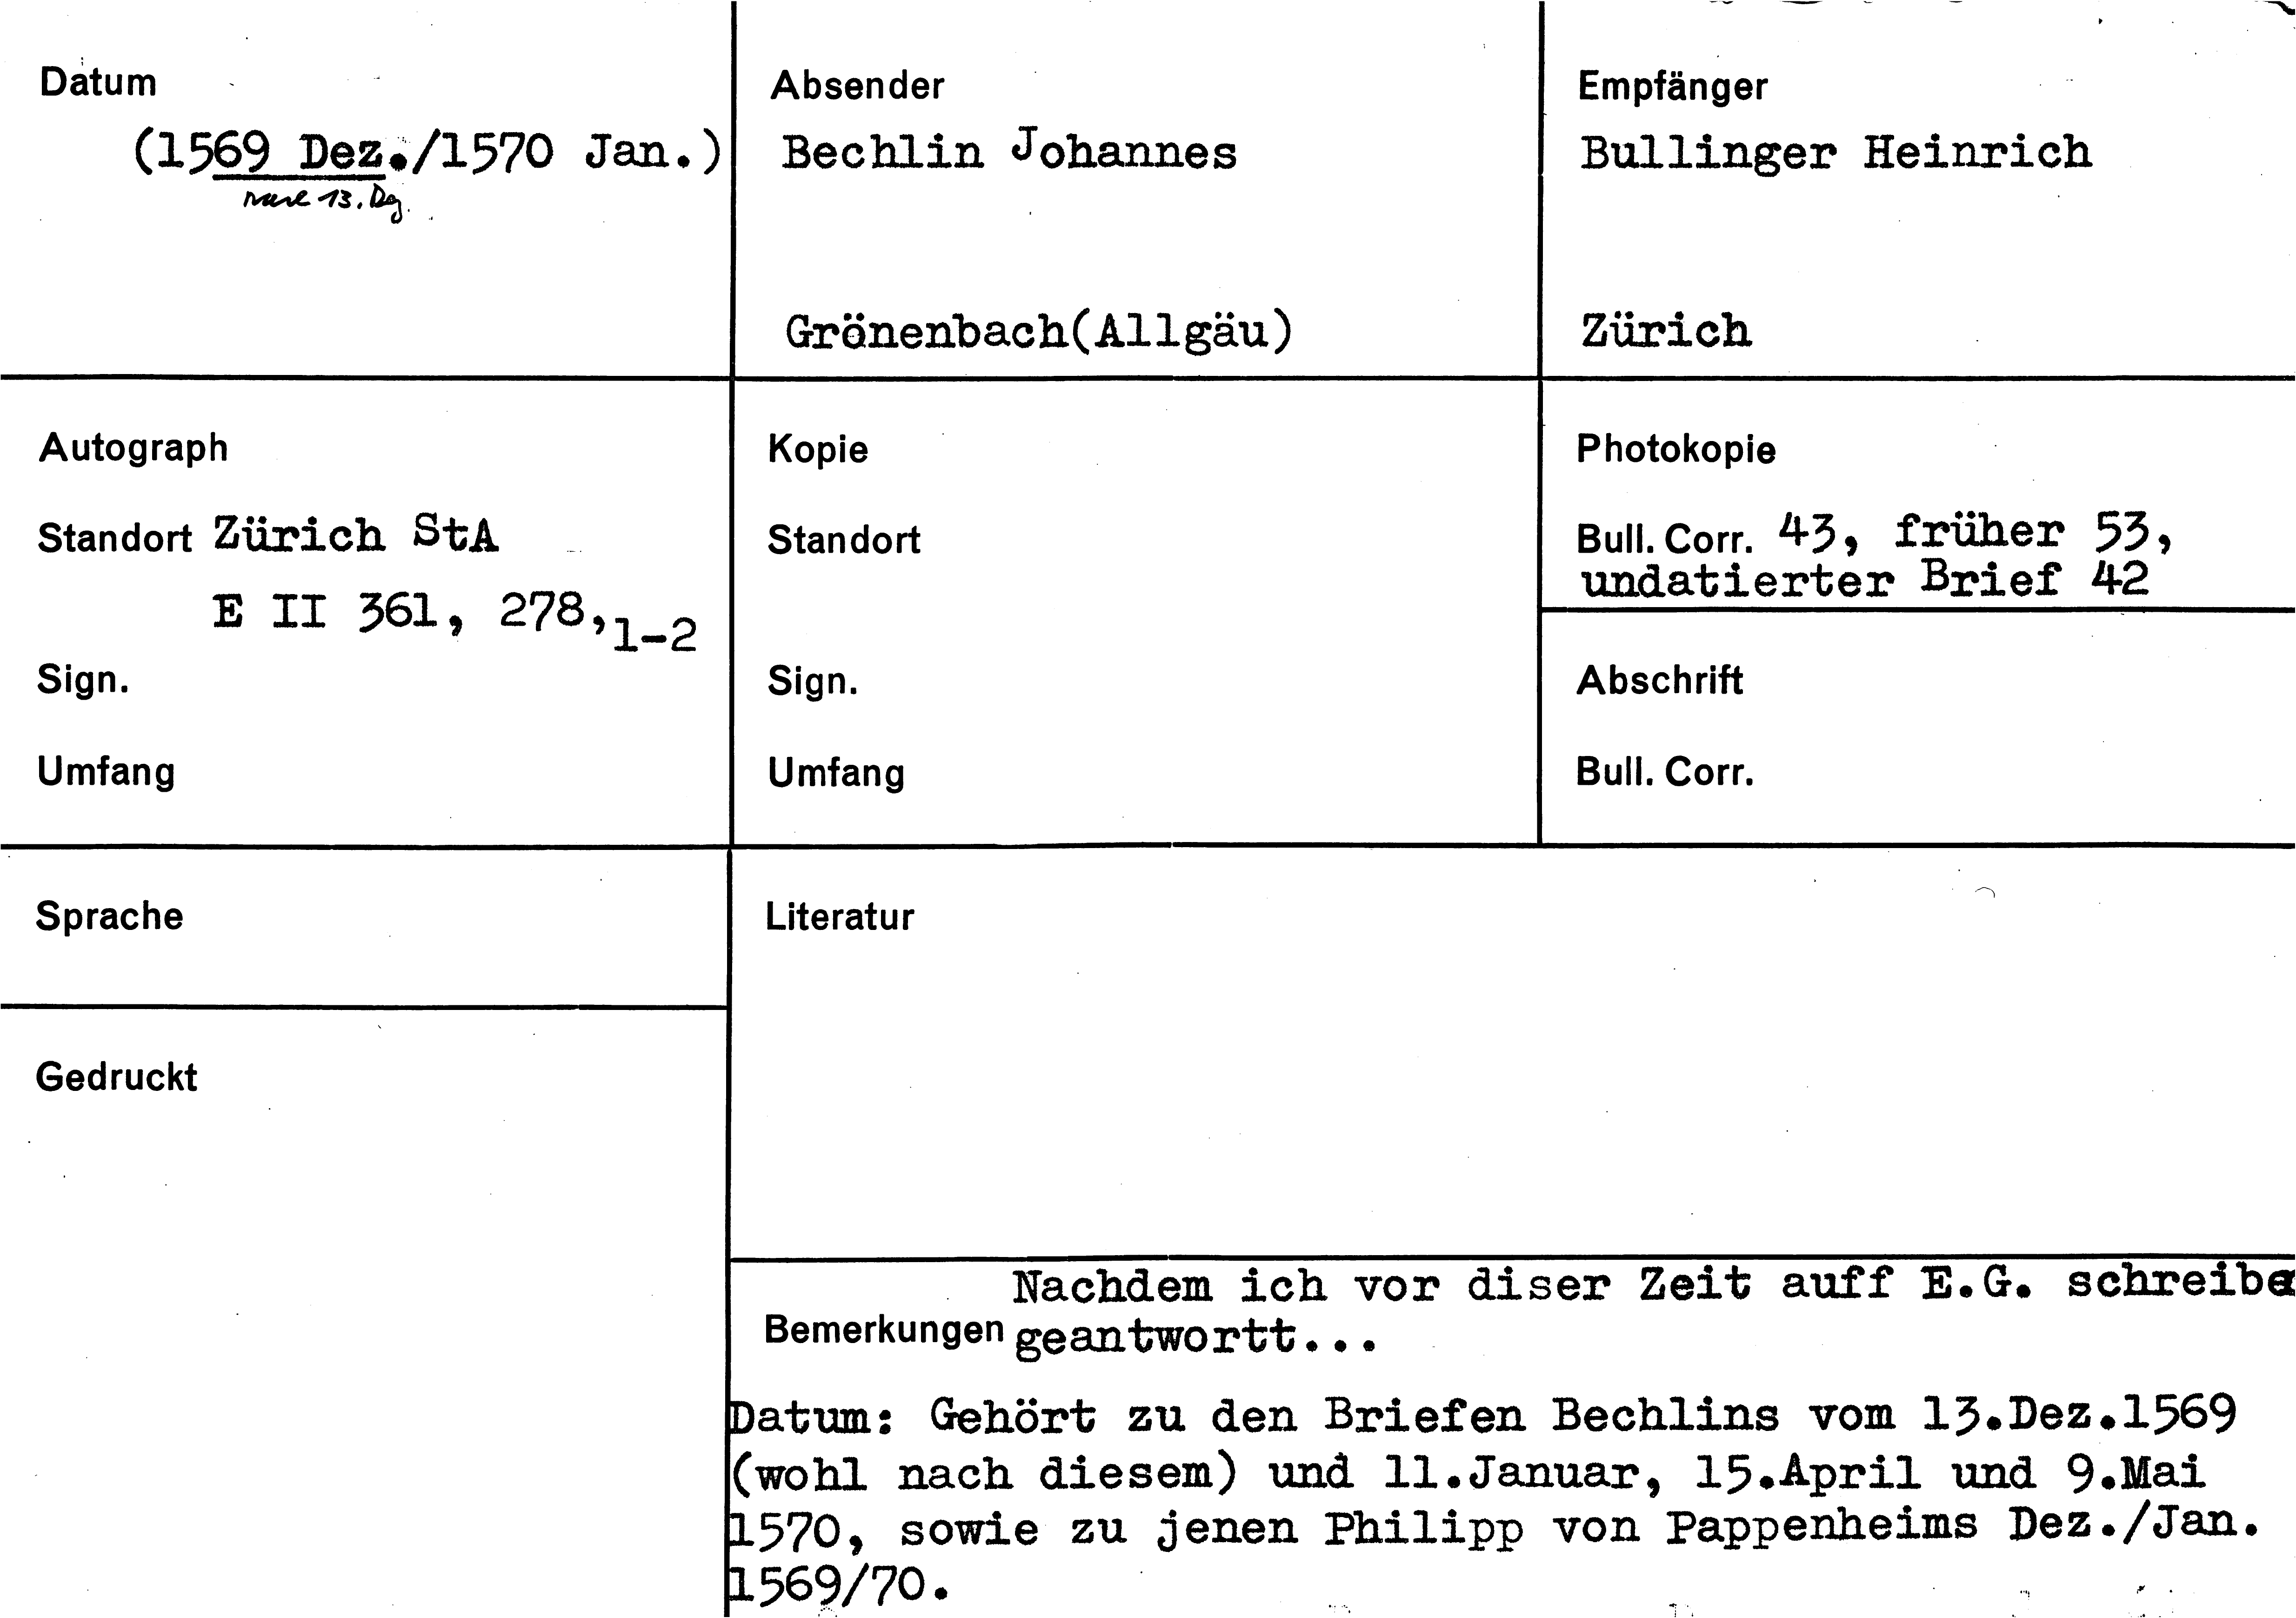 Datum
(1569 Dez./1570 Jan.)
13. Dez.
Absender
Bechlin Johannes
Grönenbach(Allgäu)
Empfänger
Bullinger Heinrich
Zürich
Autograph
Standort Zürich StA
E II 361, 278,1-2
Sign.
Umfang
Kopie
Standort
Sign.
Umfang
Photokopie
Bull. Corr. 43, früher 53,
undatierter Brief 42
Abschrift
Bull. Corr.
Sprache
Gedruckt
Literatur
Nachdem ich vor diser Zeit auff E.G. schreibe
Bemerkungen geantwortt...
Datum: Gehört zu den Briefen Bechlins vom 13.Dez.1569
(wohl nach diesem) und 11.Januar, 15.April und 9.Mai
1570, sowie zu jenen Philipp von Pappenheims Dez./Jan.
1569/70.